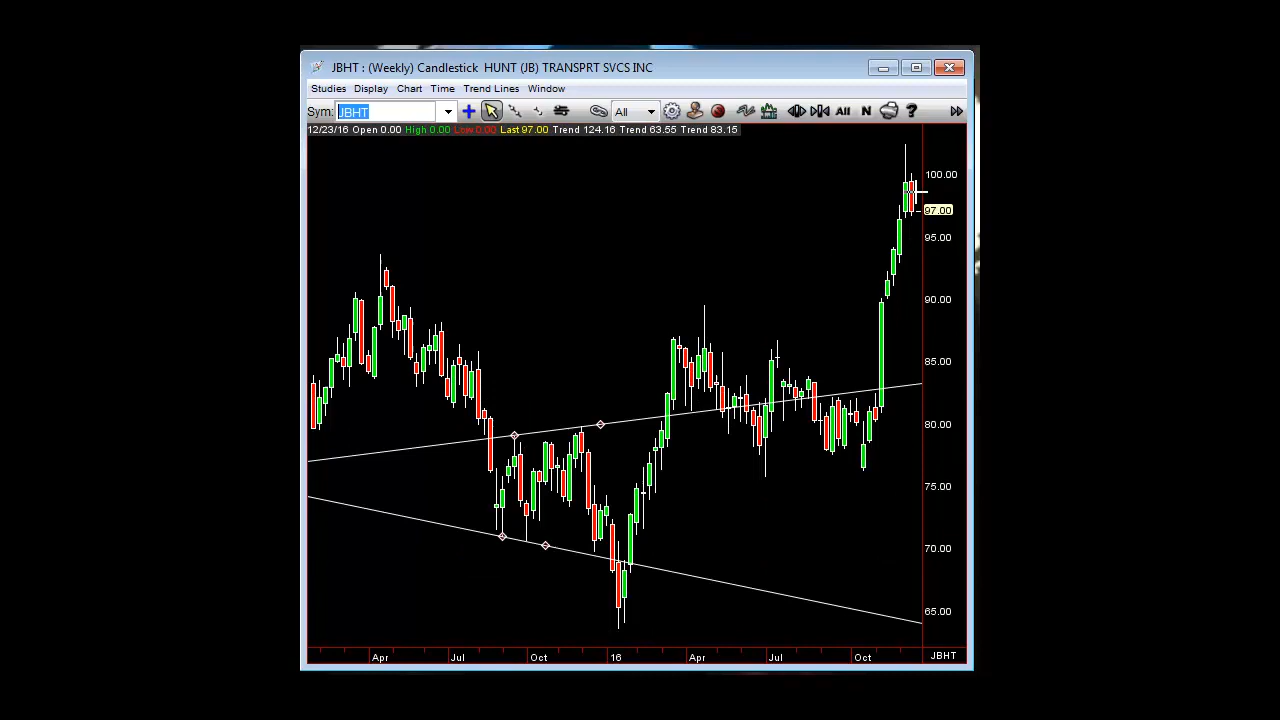 JBHT : (Weekly) Candlestick HUNT (JB) TRANSPRT SVCS INC
Studies Display Chart Time Trend Lines Window
Sym: JBHT All All N ?
12/23/16 Open 0.00 High 0.00 Low 0.00 Last 97.00 Trend 124.16 Trend 63.55 Trend 83.15
100.00
97.00
95.00
90.00
85.00
80.00
75.00
70.00
65.00
Apr Jul Oct 16 Apr Jul Oct JBHT